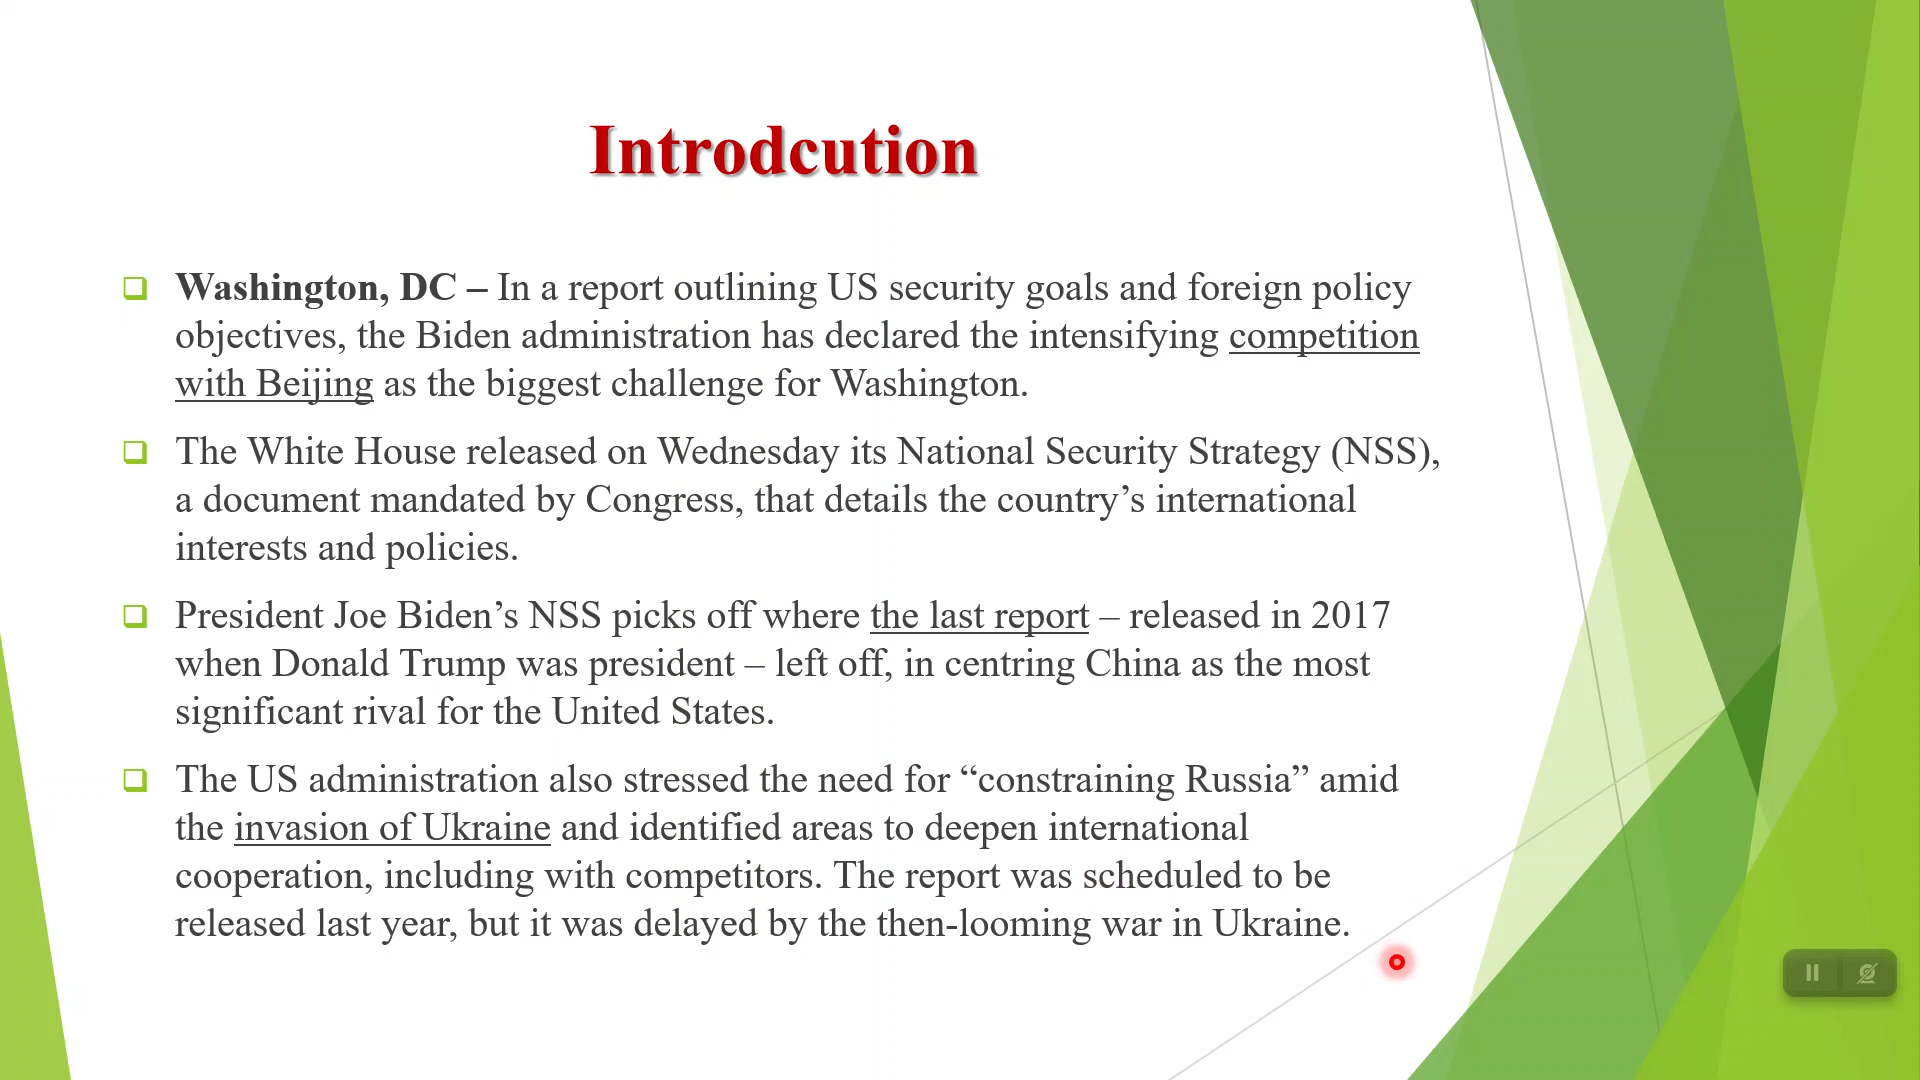 Introdcution
Washington, DC – In a report outlining US security goals and foreign policy
objectives, the Biden administration has declared the intensifying competition
with Beijing as the biggest challenge for Washington.
The White House released on Wednesday its National Security Strategy (NSS),
a document mandated by Congress, that details the country’s international
interests and policies.
President Joe Biden’s NSS picks off where the last report – released in 2017
when Donald Trump was president – left off, in centring China as the most
significant rival for the United States.
The US administration also stressed the need for “constraining Russia” amid
the invasion of Ukraine and identified areas to deepen international
cooperation, including with competitors. The report was scheduled to be
released last year, but it was delayed by the then-looming war in Ukraine.